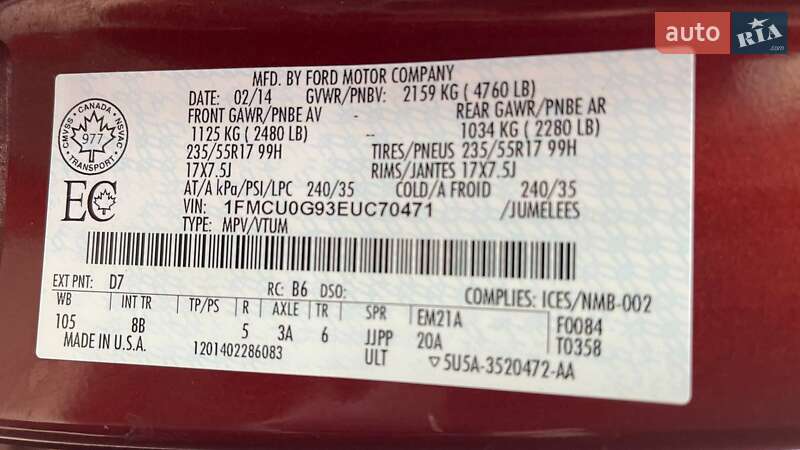 auto RIA.com
MFD. BY FORD MOTOR COMPANY
DATE: 02/14 GVWR/PNBV: 2159 KG ( 4760 LB)
FRONT GAWR/PNBE AV REAR GAWR/PNBE AR
1125 KG ( 2480 LB) -- 1034 KG ( 2280 LB)
235/55R17 99H TIRES/PNEUS 235/55R17 99H
17X7.5J RIMS/JANTES 17X7.5J
AT/A kPa/PSI/LPC 240/35 COLD/A FROID 240/35
VIN: 1FMCU0G93EUC70471 /JUMELEES
TYPE: MPV/VTUM
CANADA
CMVSS NSVAC
977
TRANSPORT
EC
EXT PNT: D7 RC: B6 DSO: COMPLIES: ICES/NMB-002
WB INT TR TP/PS R AXLE TR SPR EM21A F0084
105 8B 5 3A 6 JJPP 20A T0358
MADE IN U.S.A. 1201402286083 ULT ▽5U5A-3520472-AA